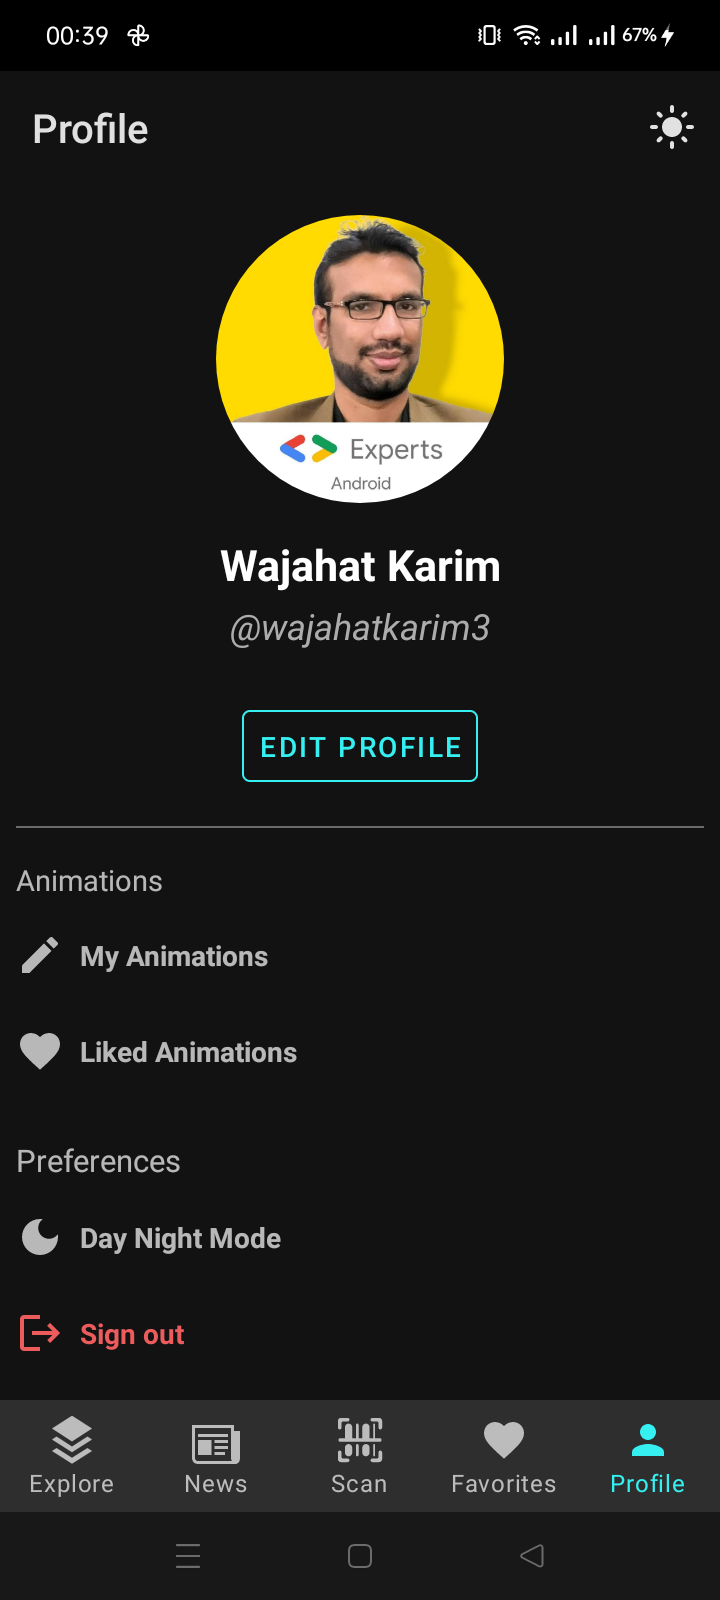 00:39
67%
Profile
Experts
Android
Wajahat Karim
@wajahatkarim3
EDIT PROFILE
Animations
My Animations
Liked Animations
Preferences
Day Night Mode
Sign out
Explore News Scan Favorites Profile